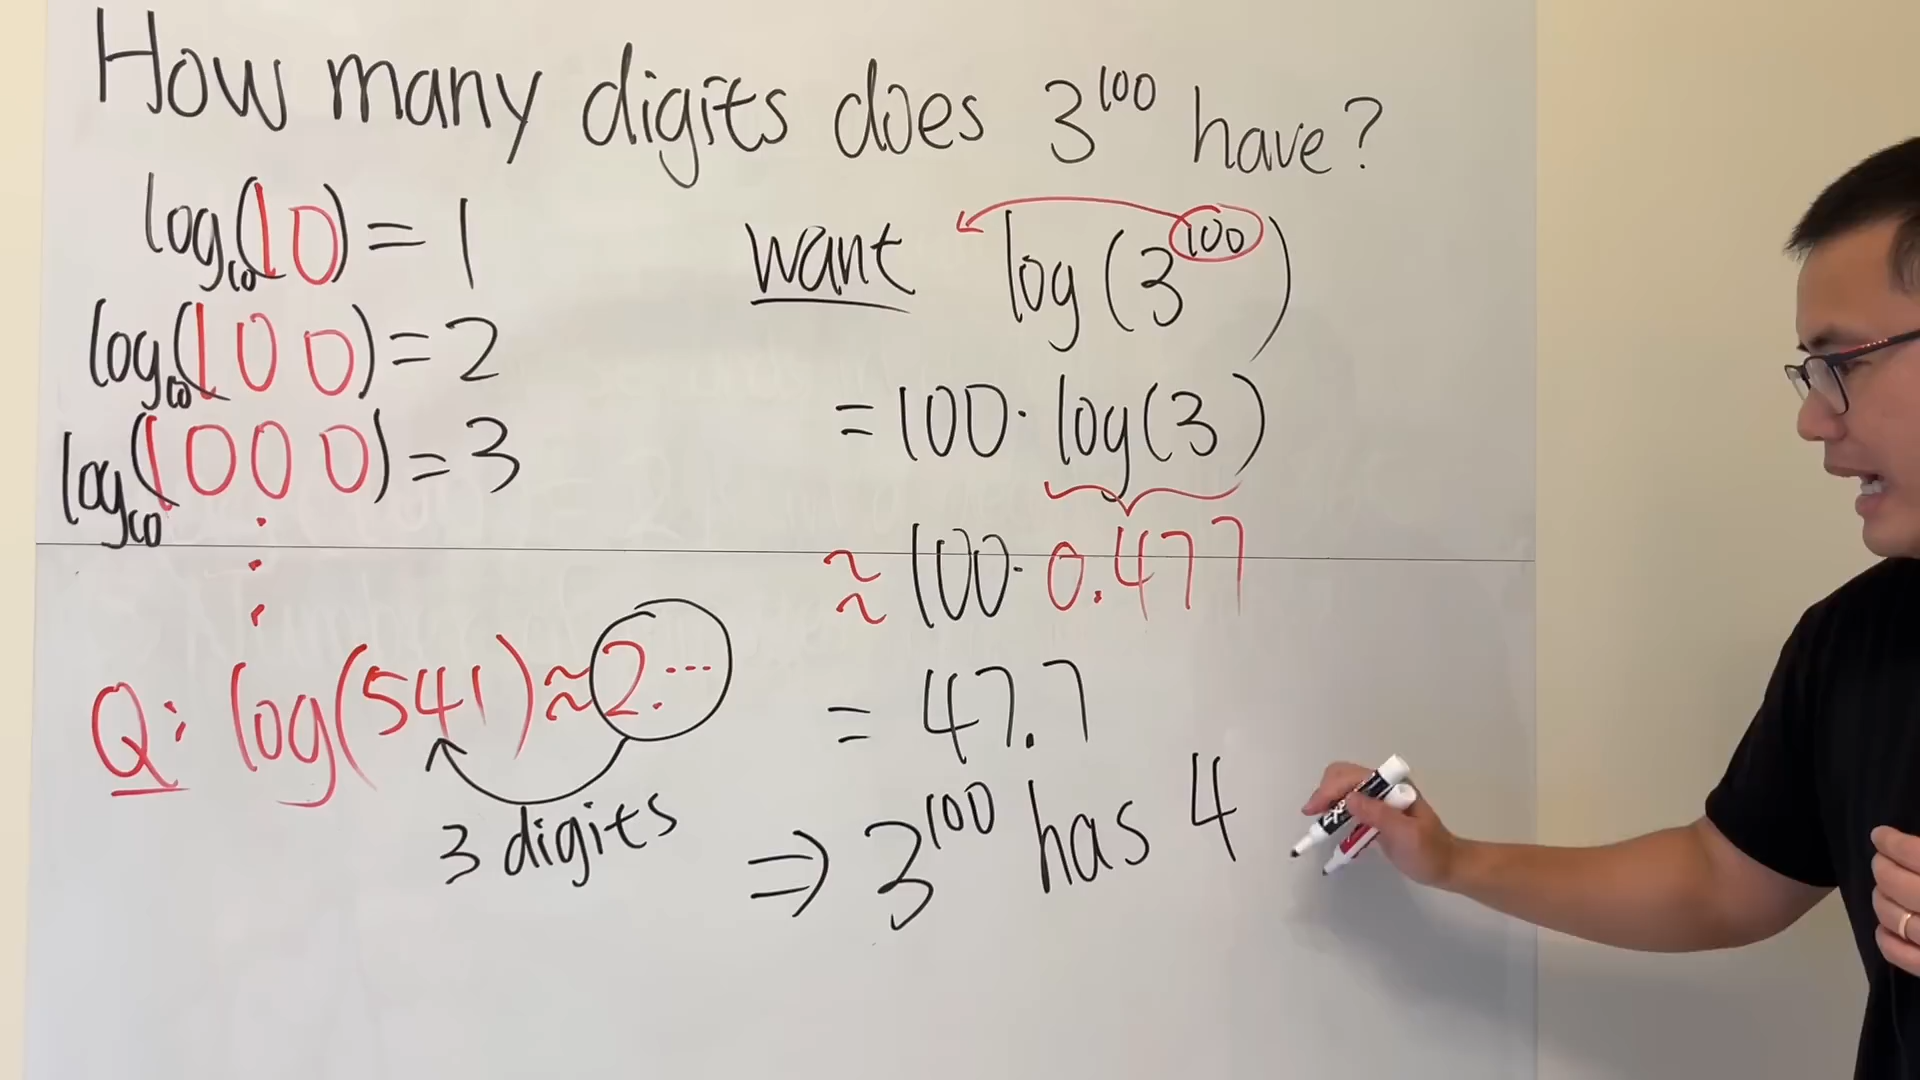 How many digits does 3^100 have?
log₁₀(10) = 1
log₁₀(100) = 2
log₁₀(1000) = 3
Q: log(541) ≈ 2.···
3 digits
want log(3^100)
= 100 · log(3)
≈ 100 · 0.477
= 47.7
⇒ 3^100 has 4